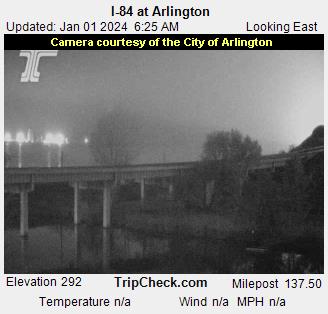 I-84 at Arlington
Updated: Jan 01 2024 6:25 AM Looking East
Camera courtesy of the City of Arlington
Elevation 292 TripCheck.com Milepost 137.50
Temperature n/a Wind n/a MPH n/a